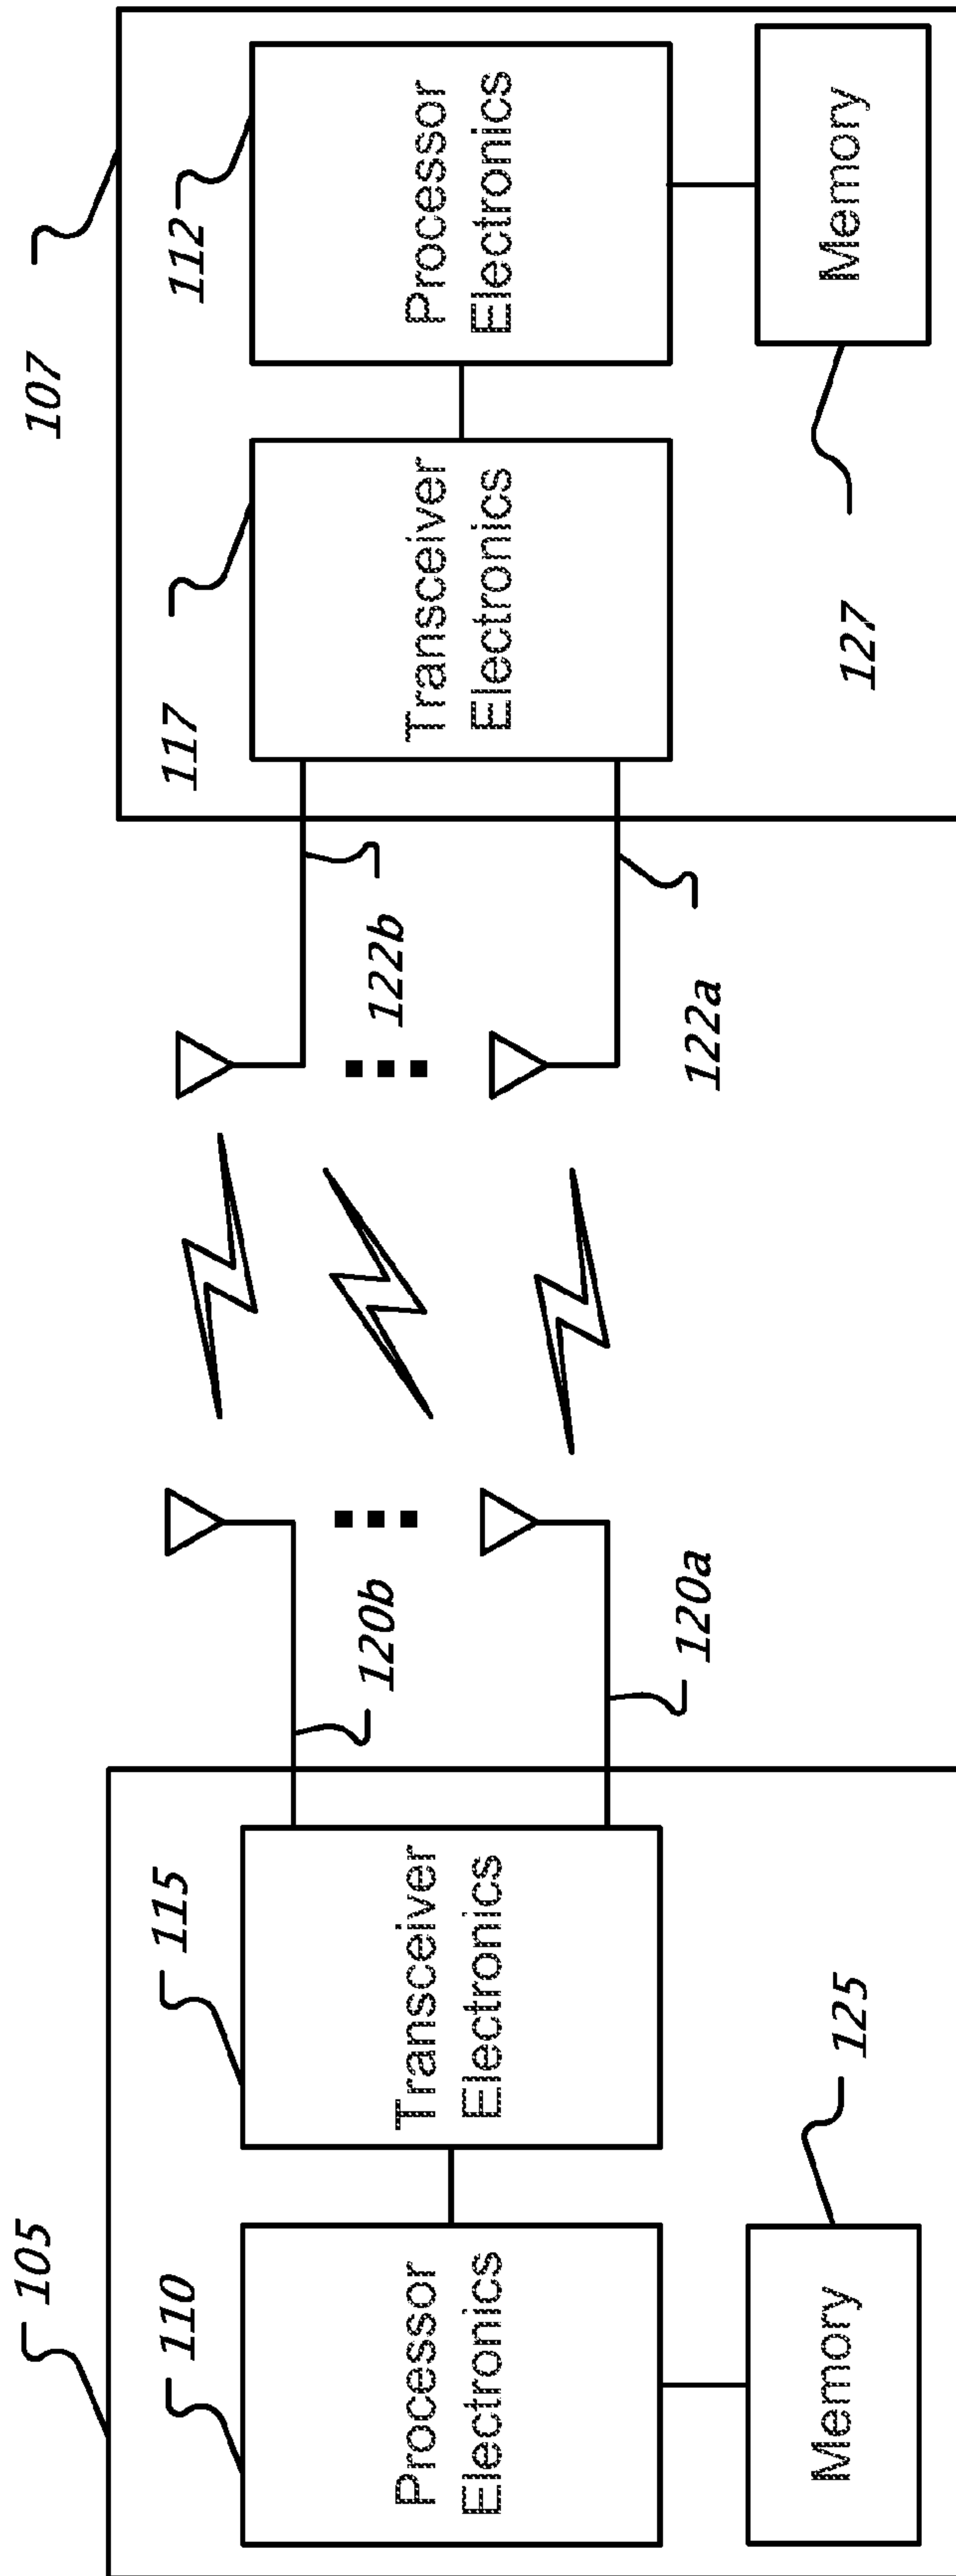 105
110
Processor
Electronics
115
Transceiver
Electronics
Memory
125
120b
120a
122b
122a
107
117
Transceiver
Electronics
112
Processor
Electronics
127
Memory